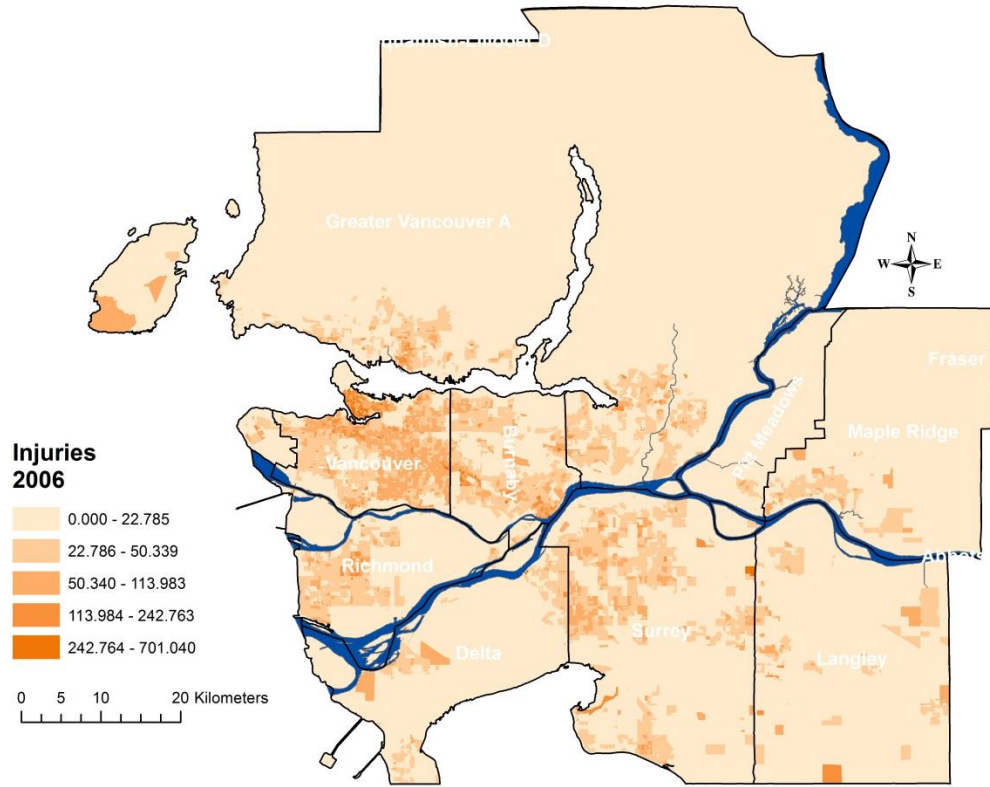 Greater Vancouver A
N
W E
S
Fraser
Pitt Meadows
Maple Ridge
Burnaby
Vancouver
Richmond
Surrey
Delta
Langley
Injuries
2006
0.000 - 22.785
22.786 - 50.339
50.340 - 113.983
113.984 - 242.763
242.764 - 701.040
0 5 10 20 Kilometers